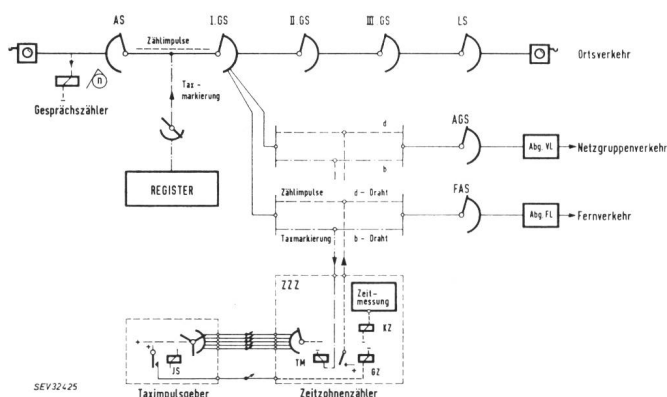 AS
Zählimpulse
I.GS
II.GS
III.GS
LS
Ortsverkehr
n
Gesprächszähler
Tax-
markierung
REGISTER
d
b
AGS
Abg. VL
Netzgruppenverkehr
Zählimpulse
d - Draht
FAS
Abg. FL
Fernverkehr
Taxmarkierung
b - Draht
ZZZ
Zeit-
messung
KZ
+
+
JS
TM
+
GZ
SEV32425
Taximpulsgeber
Zeitzohnenzähler